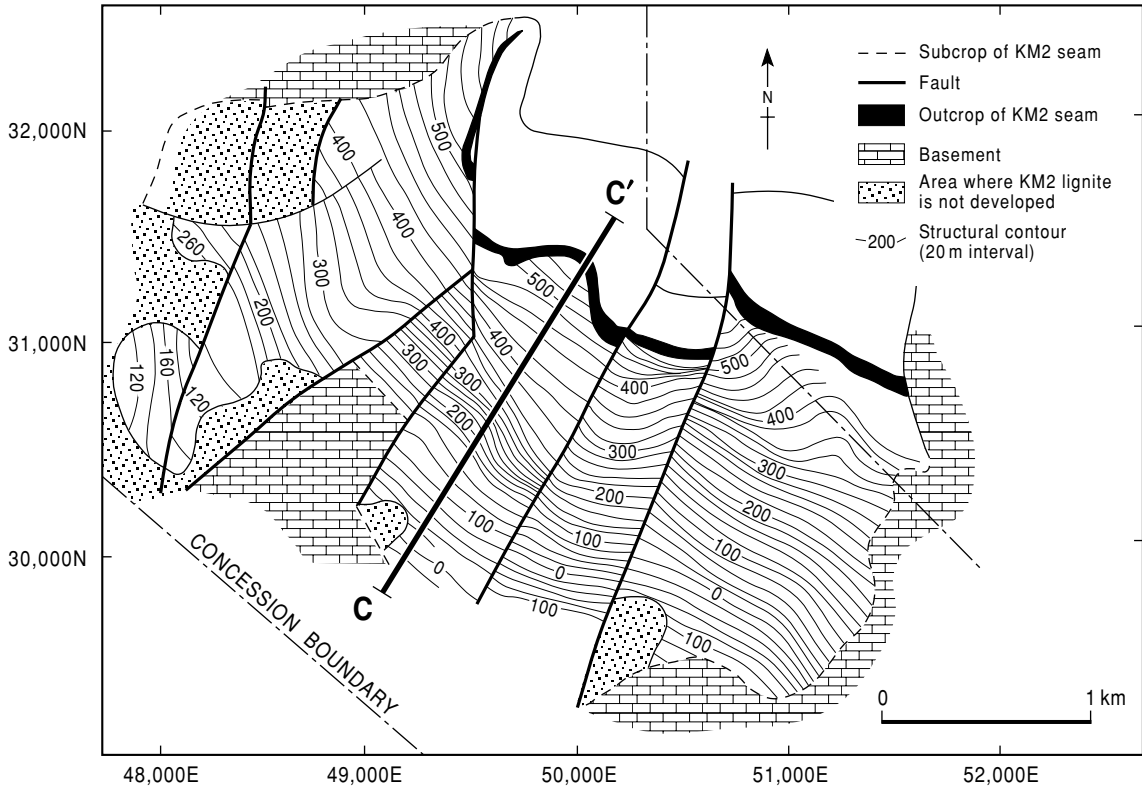 Subcrop of KM2 seam
Fault
Outcrop of KM2 seam
Basement
Area where KM2 lignite
is not developed
200 Structural contour
(20 m interval)
N
32,000N
31,000N
30,000N
48,000E
49,000E
50,000E
51,000E
52,000E
0 1 km
CONCESSION BOUNDARY
C
C′
500
400
400
260
300
200
500
400
400
300
300
200
160
120
120
500
400
400
300
300
200
200
100
100
100
0
0
0
100
100